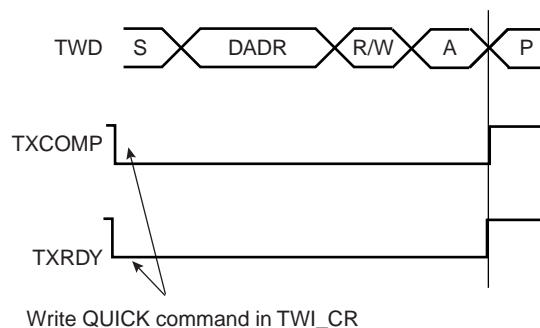 TWD S DADR R/W A P
TXCOMP
TXRDY
Write QUICK command in TWI_CR